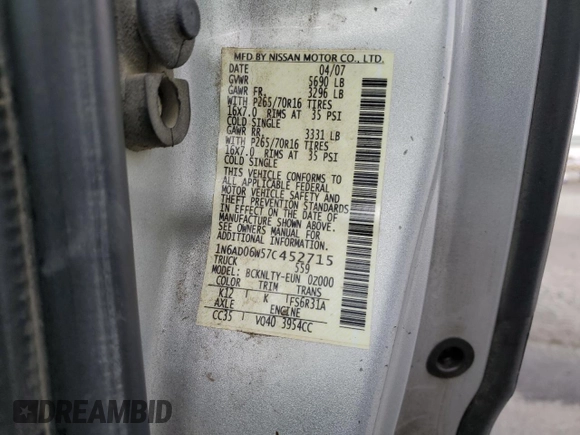 MFD BY NISSAN MOTOR CO., LTD.
DATE 04/07
GVWR 5690 LB
GAWR FR. 3296 LB
WITH P265/70R16 TIRES
16X7.0 RIMS AT 35 PSI
COLD SINGLE
GAWR RR. 3331 LB
WITH P265/70R16 TIRES
16X7.0 RIMS AT 35 PSI
COLD SINGLE
THIS VEHICLE CONFORMS TO
ALL APPLICABLE FEDERAL
MOTOR VEHICLE SAFETY AND
THEFT PREVENTION STANDARDS
IN EFFECT ON THE DATE OF
MANUFACTURE SHOWN ABOVE.
SEE OWNERS MANUAL FOR
ADDITIONAL INFORMATION.
1N6AD06W57C452715
TRUCK 559
MODEL: BCKNLTY-EUN 02000
COLOR TRIM TRANS
K12 K FS6R31A
AXLE ENGINE
CC35 VQ40 3954CC
DREAMBID